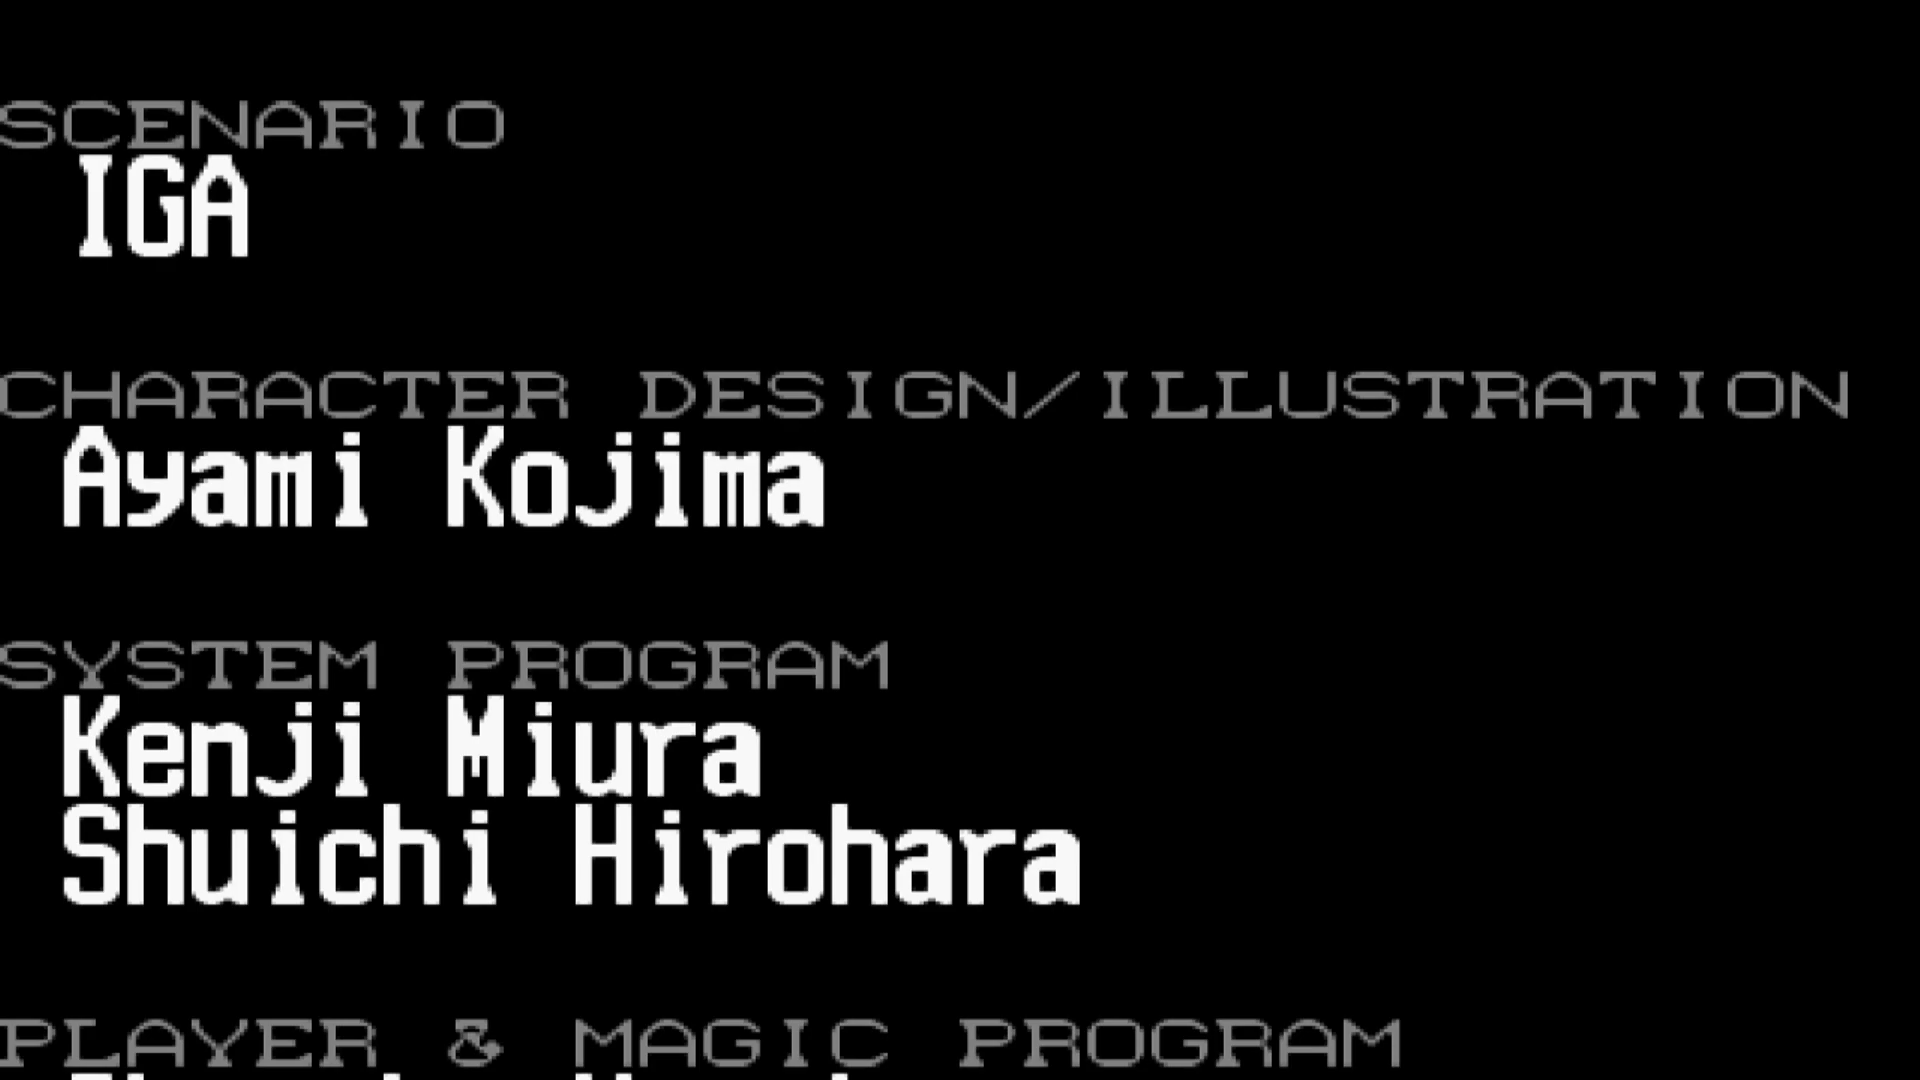 SCENARIO
IGA
CHARACTER DESIGN/ILLUSTRATION
Ayami Kojima
SYSTEM PROGRAM
Kenji Miura
Shuichi Hirohara
PLAYER & MAGIC PROGRAM